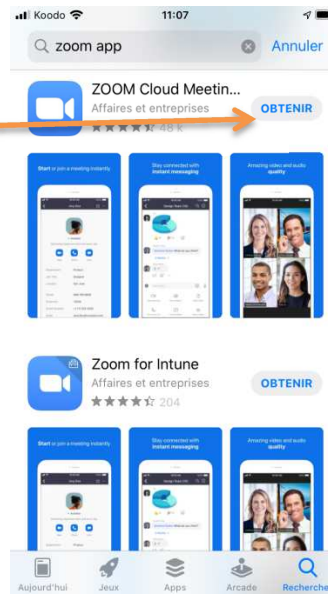 Koodo 11:07
zoom app Annuler
ZOOM Cloud Meetin...
Affaires et entreprises
OBTENIR
48 k
Start or join a meeting instantly
Stay connected with
instant messaging
Amazing video and audio
quality
Zoom for Intune
Affaires et entreprises
OBTENIR
204
Start or join a meeting instantly
Stay connected with
instant messaging
Amazing video and audio
quality
Aujourd'hui Jeux Apps Arcade Recherche